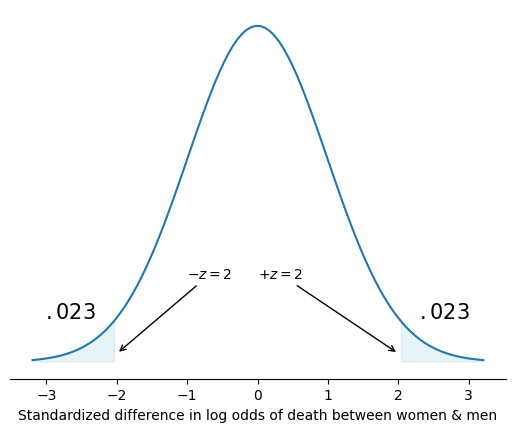 −z = 2 +z = 2
.023 .023
−3 −2 −1 0 1 2 3
Standardized difference in log odds of death between women & men